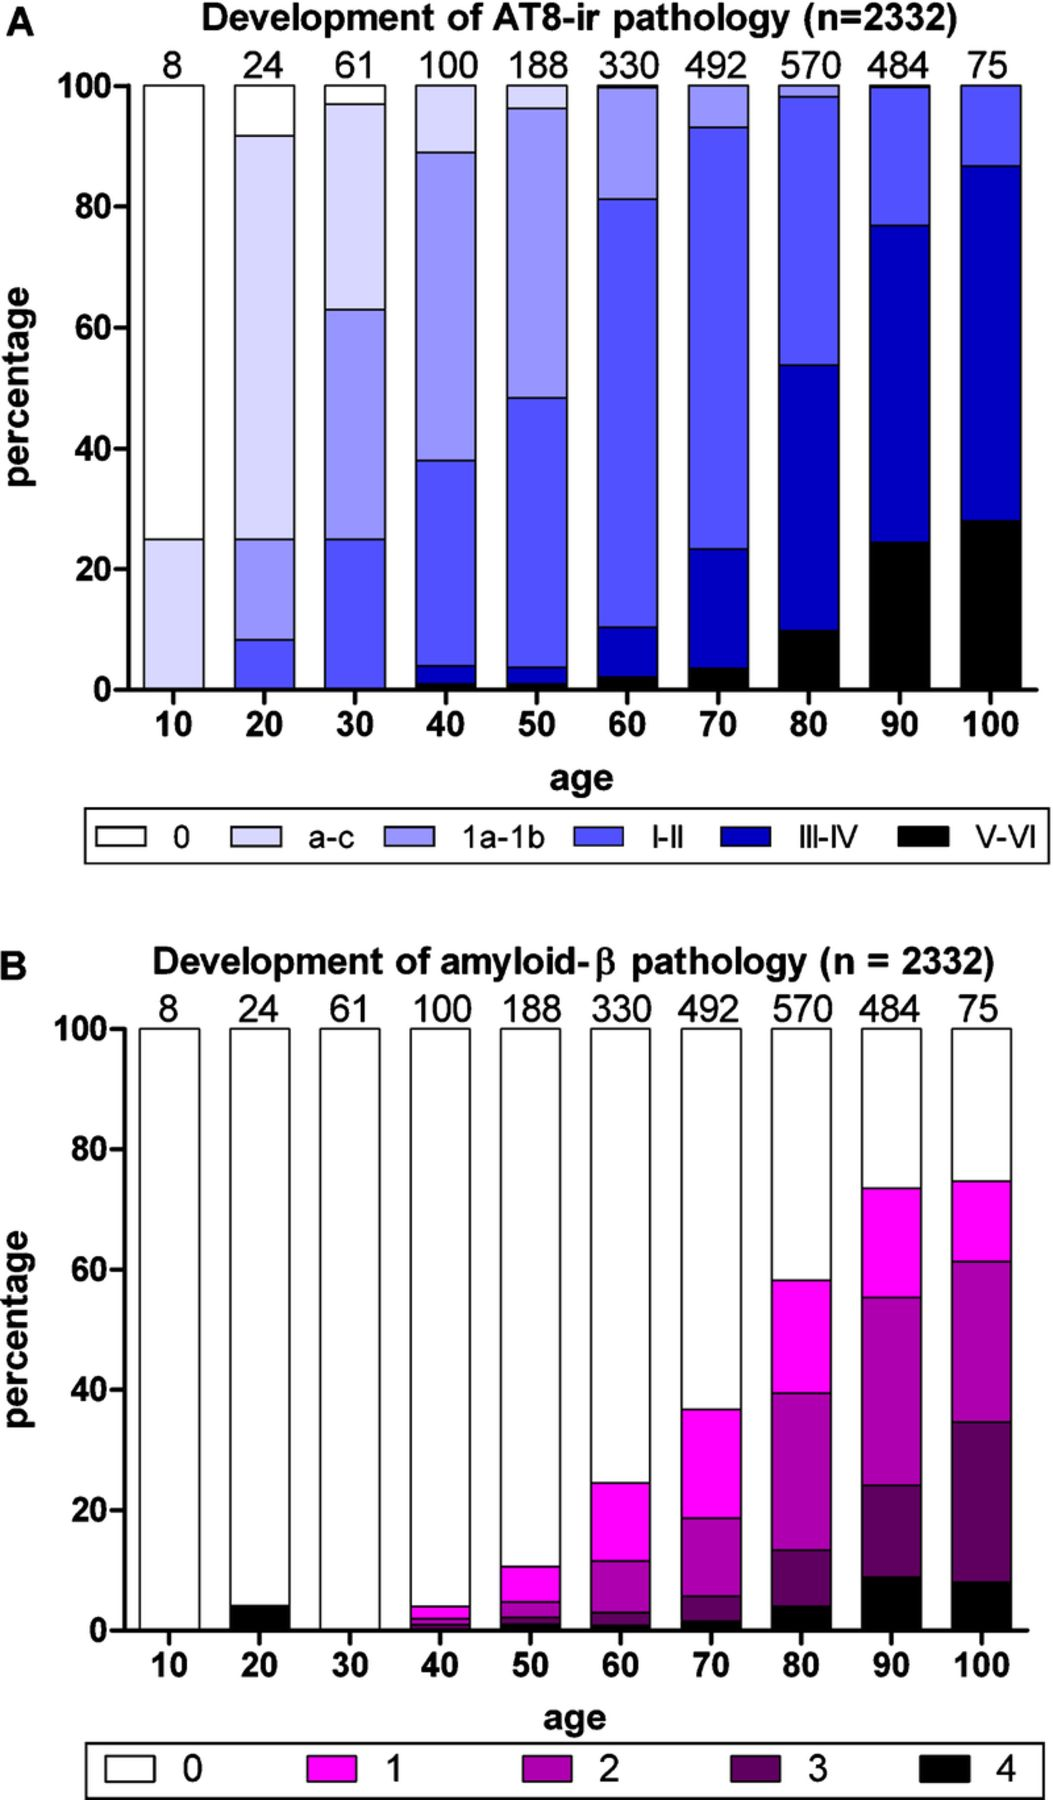 A Development of AT8-ir pathology (n=2332)
8 24 61 100 188 330 492 570 484 75
100
80
60
40
20
0
percentage
10 20 30 40 50 60 70 80 90 100
age
0 a-c 1a-1b I-II III-IV V-VI
B Development of amyloid-β pathology (n = 2332)
8 24 61 100 188 330 492 570 484 75
100
80
60
40
20
0
percentage
10 20 30 40 50 60 70 80 90 100
age
0 1 2 3 4